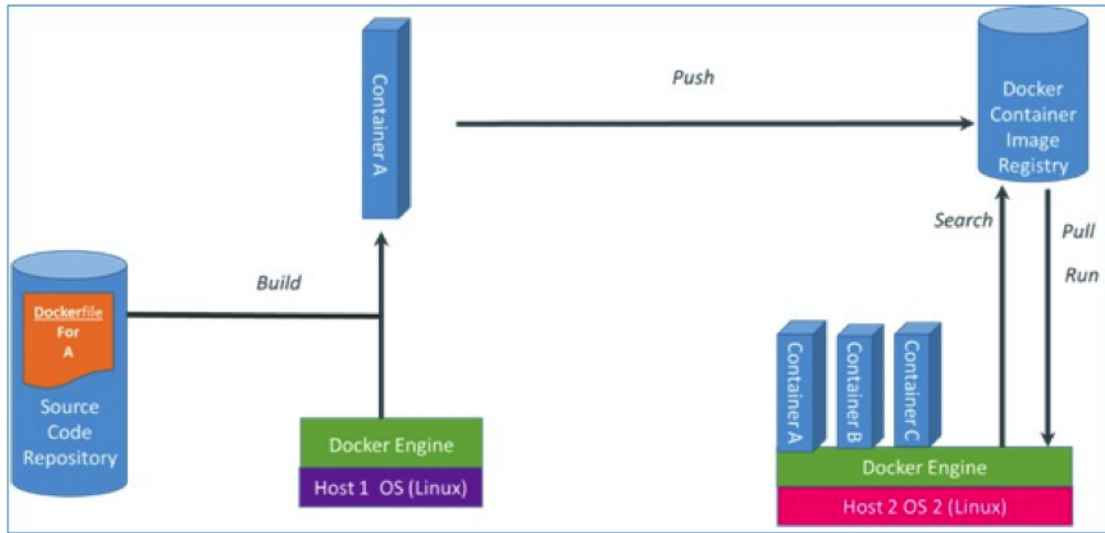 Container A
Push
Docker
Container
Image
Registry
Search
Pull
Run
Build
Dockerfile
For
A
Source
Code
Repository
Docker Engine
Host 1 OS (Linux)
Container A
Container B
Container C
Docker Engine
Host 2 OS 2 (Linux)